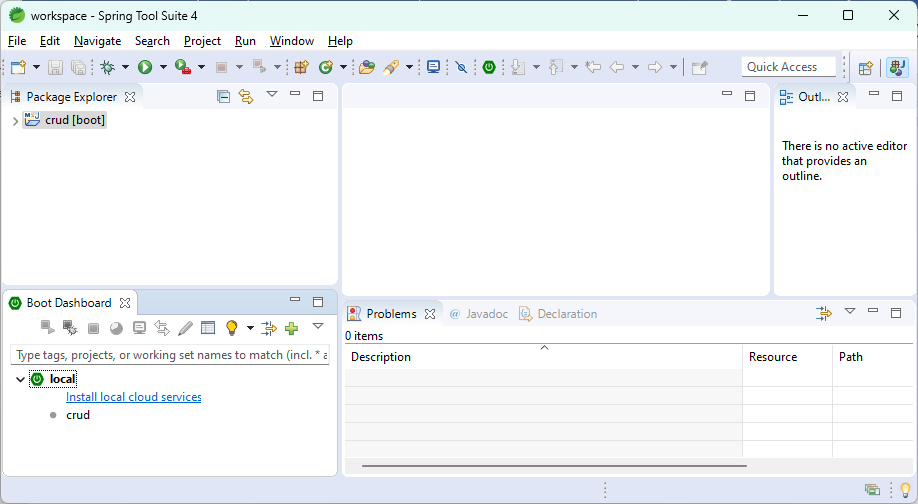 workspace - Spring Tool Suite 4
File Edit Navigate Search Project Run Window Help
Quick Access
Package Explorer
crud [boot]
Outl...
There is no active editor
that provides an
outline.
Boot Dashboard
Type tags, projects, or working set names to match (incl. * a
local
Install local cloud services
crud
Problems @ Javadoc Declaration
0 items
Description Resource Path